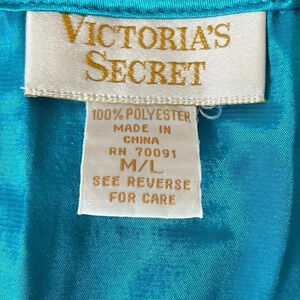 VICTORIA'S
SECRET
100% POLYESTER
MADE IN
CHINA
RN 70091
M/L
SEE REVERSE
FOR CARE